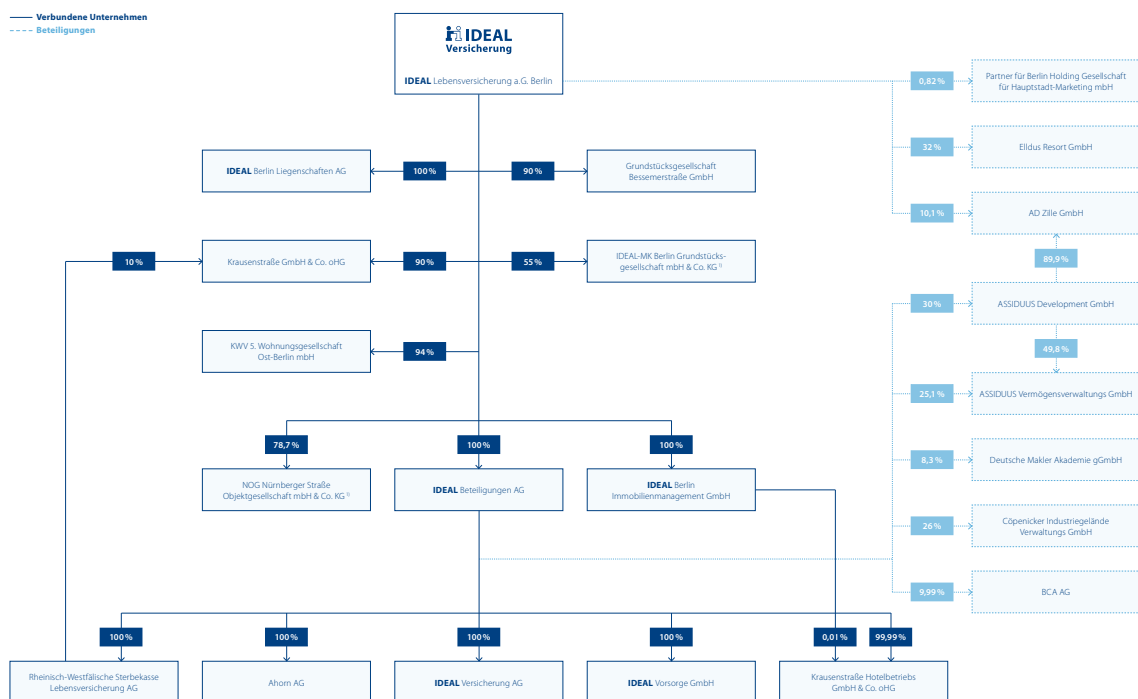 Verbundene Unternehmen
Beteiligungen
IDEAL
Versicherung
IDEAL Lebensversicherung a.G. Berlin
0,82 %
Partner für Berlin Holding Gesellschaft
für Hauptstadt-Marketing mbH
32 %
Elldus Resort GmbH
IDEAL Berlin Liegenschaften AG
100 %
90 %
Grundstücksgesellschaft
Bessemerstraße GmbH
10,1 %
AD Zille GmbH
10 %
Krausenstraße GmbH & Co. oHG
90 %
55 %
IDEAL-MK Berlin Grundstücks-
gesellschaft mbH & Co. KG 1)
89,9 %
30 %
ASSIDUUS Development GmbH
KWV 5. Wohnungsgesellschaft
Ost-Berlin mbH
94 %
49,8 %
25,1 %
ASSIDUUS Vermögensverwaltungs GmbH
78,7 %
100 %
100 %
8,3 %
Deutsche Makler Akademie gGmbH
NOG Nürnberger Straße
Objektgesellschaft mbH & Co. KG 1)
IDEAL Beteiligungen AG
IDEAL Berlin
Immobilienmanagement GmbH
26 %
Cöpenicker Industriegelände
Verwaltungs GmbH
9,99 %
BCA AG
100 %
100 %
100 %
100 %
0,01 %
99,99 %
Rheinisch-Westfälische Sterbekasse
Lebensversicherung AG
Ahorn AG
IDEAL Versicherung AG
IDEAL Vorsorge GmbH
Krausenstraße Hotelbetriebs
GmbH & Co. oHG